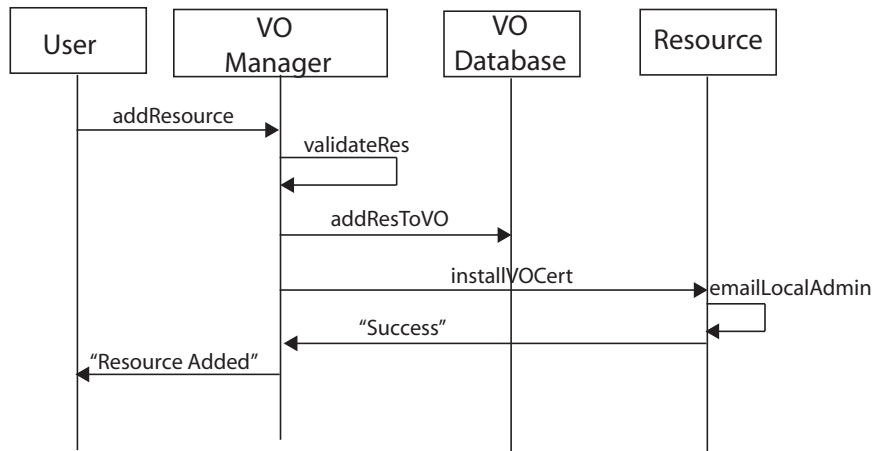 User
VO
Manager
VO
Database
Resource
addResource
validateRes
addResToVO
installVOCert
emailLocalAdmin
“Success”
“Resource Added”